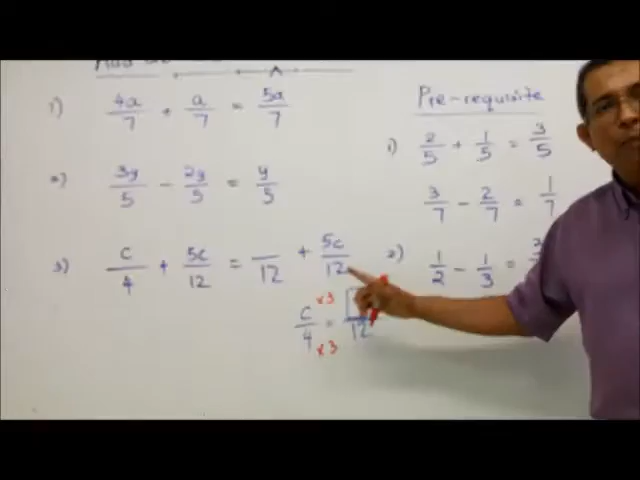 1) 4a/7 + a/7 = 5a/7
2) 3y/5 - 2y/5 = y/5
3) c/4 + 5c/12 = /12 + 5c/12
c/4 ×3 ×3 = /12
Pre-requisite
1) 2/5 + 1/5 = 3/5
3/7 - 2/7 = 1/7
2) 1/2 - 1/3 =